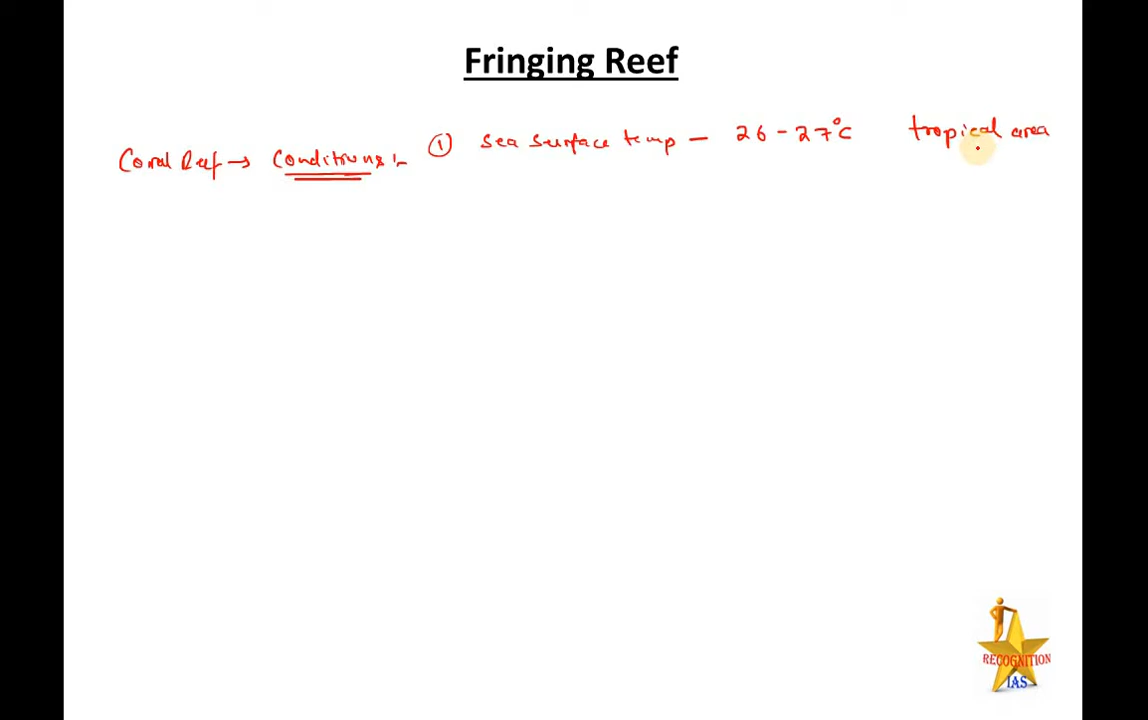 Fringing Reef
Coral Reef → Conditions :- ① Sea surface temp – 26 - 27°C tropical area
RECOGNITION
IAS